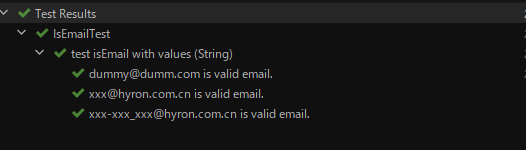 Test Results
IsEmailTest
test isEmail with values (String)
dummy@dumm.com is valid email.
xxx@hyron.com.cn is valid email.
xxx-xxx_xxx@hyron.com.cn is valid email.